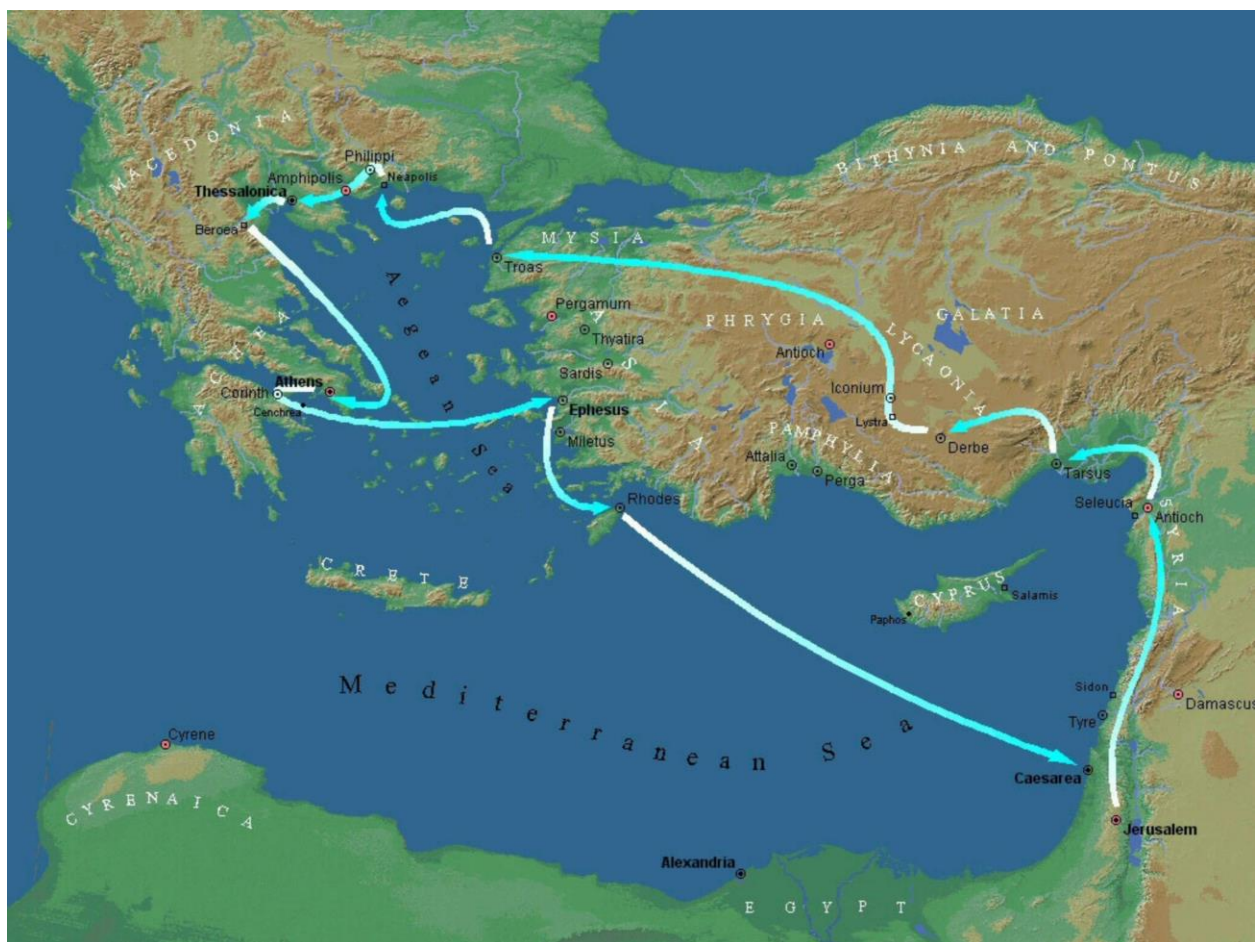 BITHYNIA AND PONTUS
MACEDONIA
Philippi
Amphipolis
Neapolis
Thessalonica
Beroea
MYSIA
Troas
Aegean Sea
Pergamum
Thyatira
Sardis
ASIA
PHRYGIA
GALATIA
LYCAONIA
Antioch
Iconium
Lystra
Derbe
ACHEA
Corinth
Athens
Cenchrea
Ephesus
Miletus
PAMPHYLIA
Attalia
Perga
Tarsus
Seleucia
Antioch
SYRIA
Rhodes
CRETE
CYPRUS
Salamis
Paphos
Mediterranean Sea
Sidon
Tyre
Damascus
Cyrene
CYRENAICA
Caesarea
Jerusalem
Alexandria
EGYPT